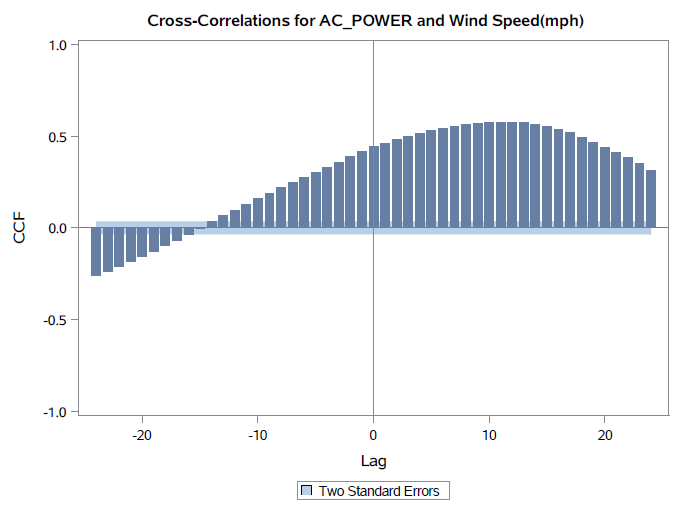 Cross-Correlations for AC_POWER and Wind Speed(mph)
1.0
0.5
0.0
-0.5
-1.0
CCF
-20 -10 0 10 20
Lag
Two Standard Errors